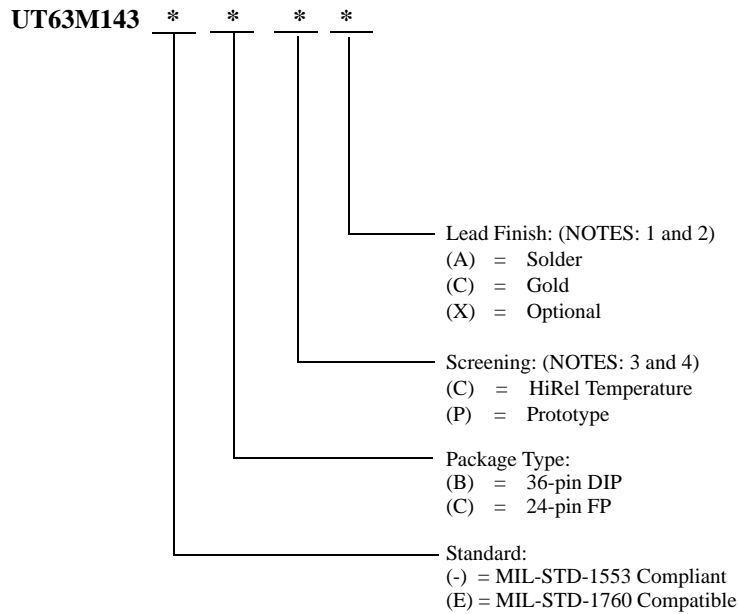 UT63M143 * * * *
Lead Finish: (NOTES: 1 and 2)
(A) = Solder
(C) = Gold
(X) = Optional
Screening: (NOTES: 3 and 4)
(C) = HiRel Temperature
(P) = Prototype
Package Type:
(B) = 36-pin DIP
(C) = 24-pin FP
Standard:
(-) = MIL-STD-1553 Compliant
(E) = MIL-STD-1760 Compatible